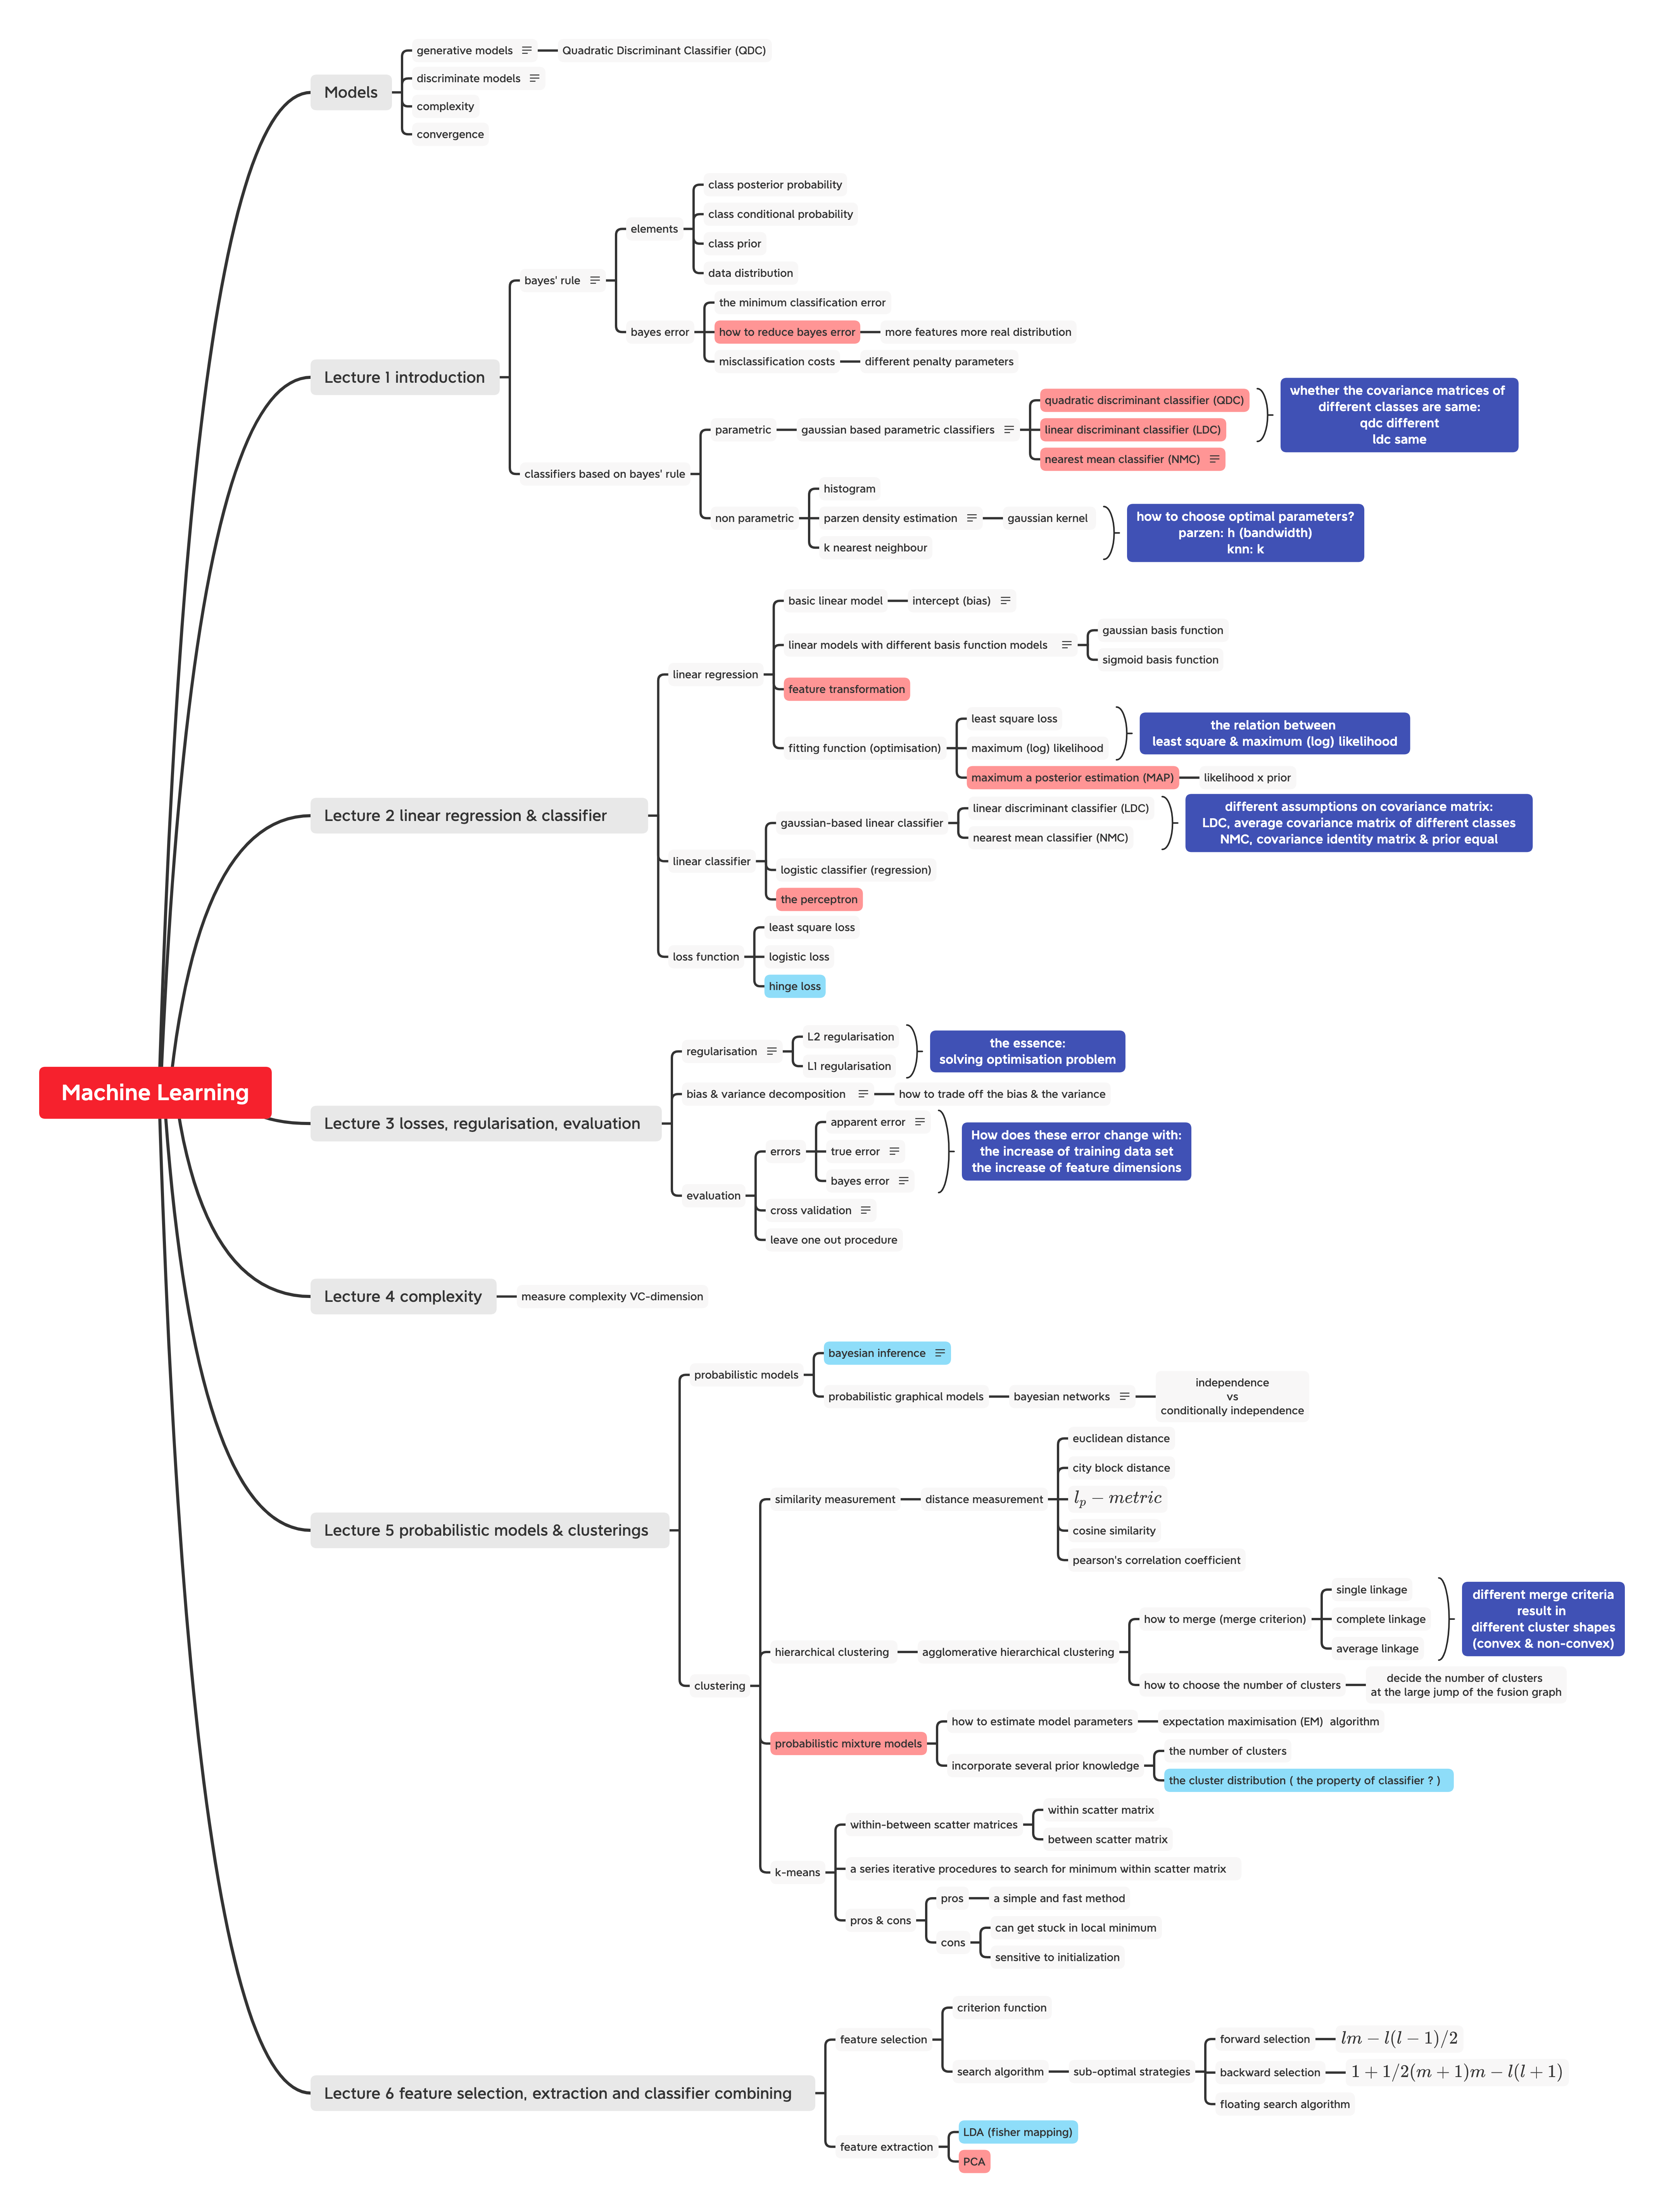 Machine Learning
Models
generative models
Quadratic Discriminant Classifier (QDC)
discriminate models
complexity
convergence
Lecture 1 introduction
bayes' rule
elements
class posterior probability
class conditional probability
class prior
data distribution
bayes error
the minimum classification error
how to reduce bayes error
more features more real distribution
misclassification costs
different penalty parameters
classifiers based on bayes' rule
parametric
gaussian based parametric classifiers
quadratic discriminant classifier (QDC)
linear discriminant classifier (LDC)
nearest mean classifier (NMC)
whether the covariance matrices of
different classes are same:
qdc different
ldc same
non parametric
histogram
parzen density estimation
gaussian kernel
k nearest neighbour
how to choose optimal parameters?
parzen: h (bandwidth)
knn: k
Lecture 2 linear regression & classifier
linear regression
basic linear model
intercept (bias)
linear models with different basis function models
gaussian basis function
sigmoid basis function
feature transformation
fitting function (optimisation)
least square loss
maximum (log) likelihood
maximum a posterior estimation (MAP)
likelihood x prior
the relation between
least square & maximum (log) likelihood
linear classifier
gaussian-based linear classifier
linear discriminant classifier (LDC)
nearest mean classifier (NMC)
different assumptions on covariance matrix:
LDC, average covariance matrix of different classes
NMC, covariance identity matrix & prior equal
logistic classifier (regression)
the perceptron
loss function
least square loss
logistic loss
hinge loss
Lecture 3 losses, regularisation, evaluation
regularisation
L2 regularisation
L1 regularisation
the essence:
solving optimisation problem
bias & variance decomposition
how to trade off the bias & the variance
evaluation
errors
apparent error
true error
bayes error
How does these error change with:
the increase of training data set
the increase of feature dimensions
cross validation
leave one out procedure
Lecture 4 complexity
measure complexity VC-dimension
Lecture 5 probabilistic models & clusterings
probabilistic models
bayesian inference
probabilistic graphical models
bayesian networks
independence
vs
conditionally independence
clustering
similarity measurement
distance measurement
euclidean distance
city block distance
l_p − metric
cosine similarity
pearson's correlation coefficient
hierarchical clustering
agglomerative hierarchical clustering
how to merge (merge criterion)
single linkage
complete linkage
average linkage
different merge criteria
result in
different cluster shapes
(convex & non-convex)
how to choose the number of clusters
decide the number of clusters
at the large jump of the fusion graph
probabilistic mixture models
how to estimate model parameters
expectation maximisation (EM) algorithm
incorporate several prior knowledge
the number of clusters
the cluster distribution ( the property of classifier ? )
k-means
within-between scatter matrices
within scatter matrix
between scatter matrix
a series iterative procedures to search for minimum within scatter matrix
pros & cons
pros
a simple and fast method
cons
can get stuck in local minimum
sensitive to initialization
Lecture 6 feature selection, extraction and classifier combining
feature selection
criterion function
search algorithm
sub-optimal strategies
forward selection
lm − l(l − 1)/2
backward selection
1 + 1/2(m + 1)m − l(l + 1)
floating search algorithm
feature extraction
LDA (fisher mapping)
PCA